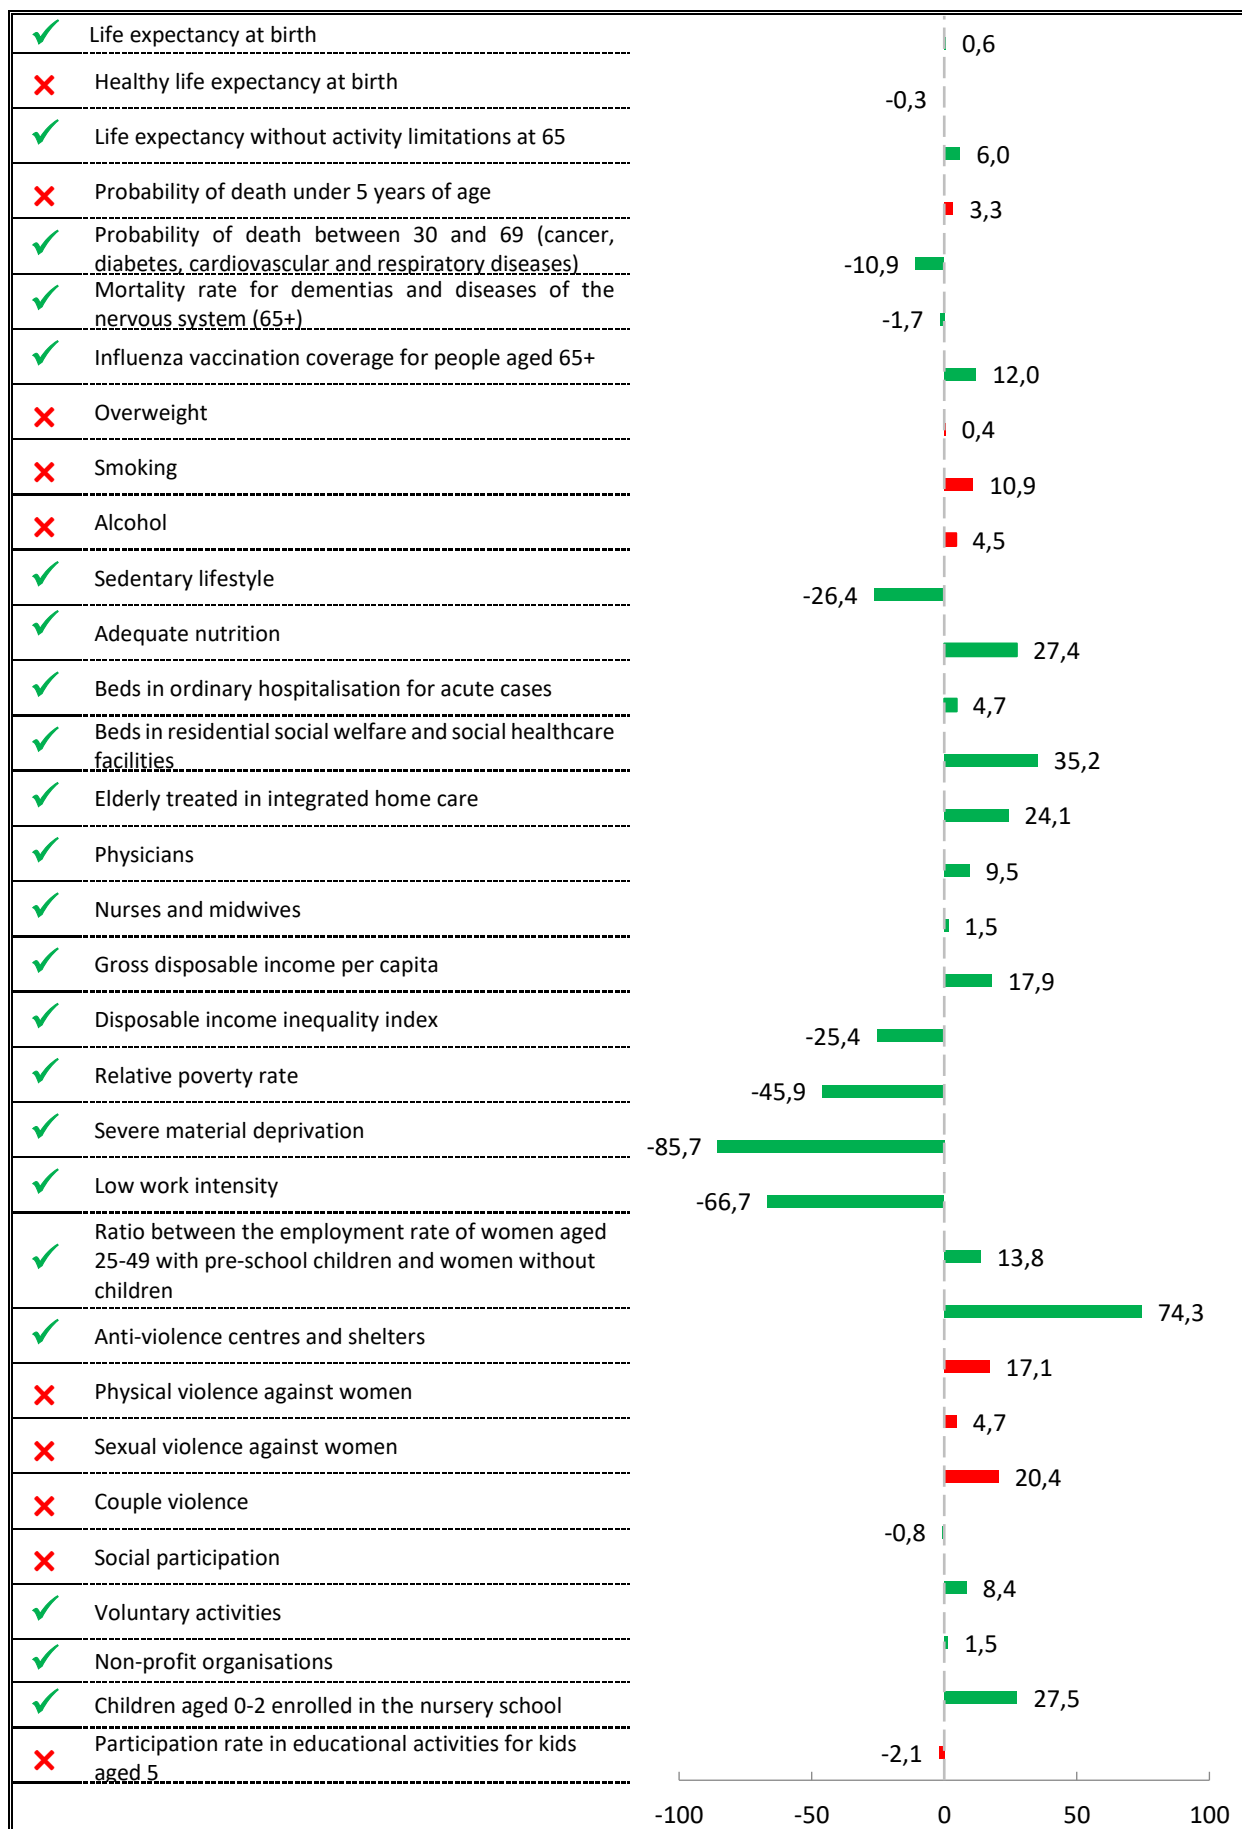 Life expectancy at birth
0,6
Healthy life expectancy at birth
-0,3
Life expectancy without activity limitations at 65
6,0
Probability of death under 5 years of age
3,3
Probability of death between 30 and 69 (cancer,
diabetes, cardiovascular and respiratory diseases)
-10,9
Mortality rate for dementias and diseases of the
nervous system (65+)
-1,7
Influenza vaccination coverage for people aged 65+
12,0
Overweight
0,4
Smoking
10,9
Alcohol
4,5
Sedentary lifestyle
-26,4
Adequate nutrition
27,4
Beds in ordinary hospitalisation for acute cases
4,7
Beds in residential social welfare and social healthcare
facilities
35,2
Elderly treated in integrated home care
24,1
Physicians
9,5
Nurses and midwives
1,5
Gross disposable income per capita
17,9
Disposable income inequality index
-25,4
Relative poverty rate
-45,9
Severe material deprivation
-85,7
Low work intensity
-66,7
Ratio between the employment rate of women aged
25-49 with pre-school children and women without
children
13,8
Anti-violence centres and shelters
74,3
Physical violence against women
17,1
Sexual violence against women
4,7
Couple violence
20,4
Social participation
-0,8
Voluntary activities
8,4
Non-profit organisations
1,5
Children aged 0-2 enrolled in the nursery school
27,5
Participation rate in educational activities for kids
aged 5
-2,1
-100 -50 0 50 100